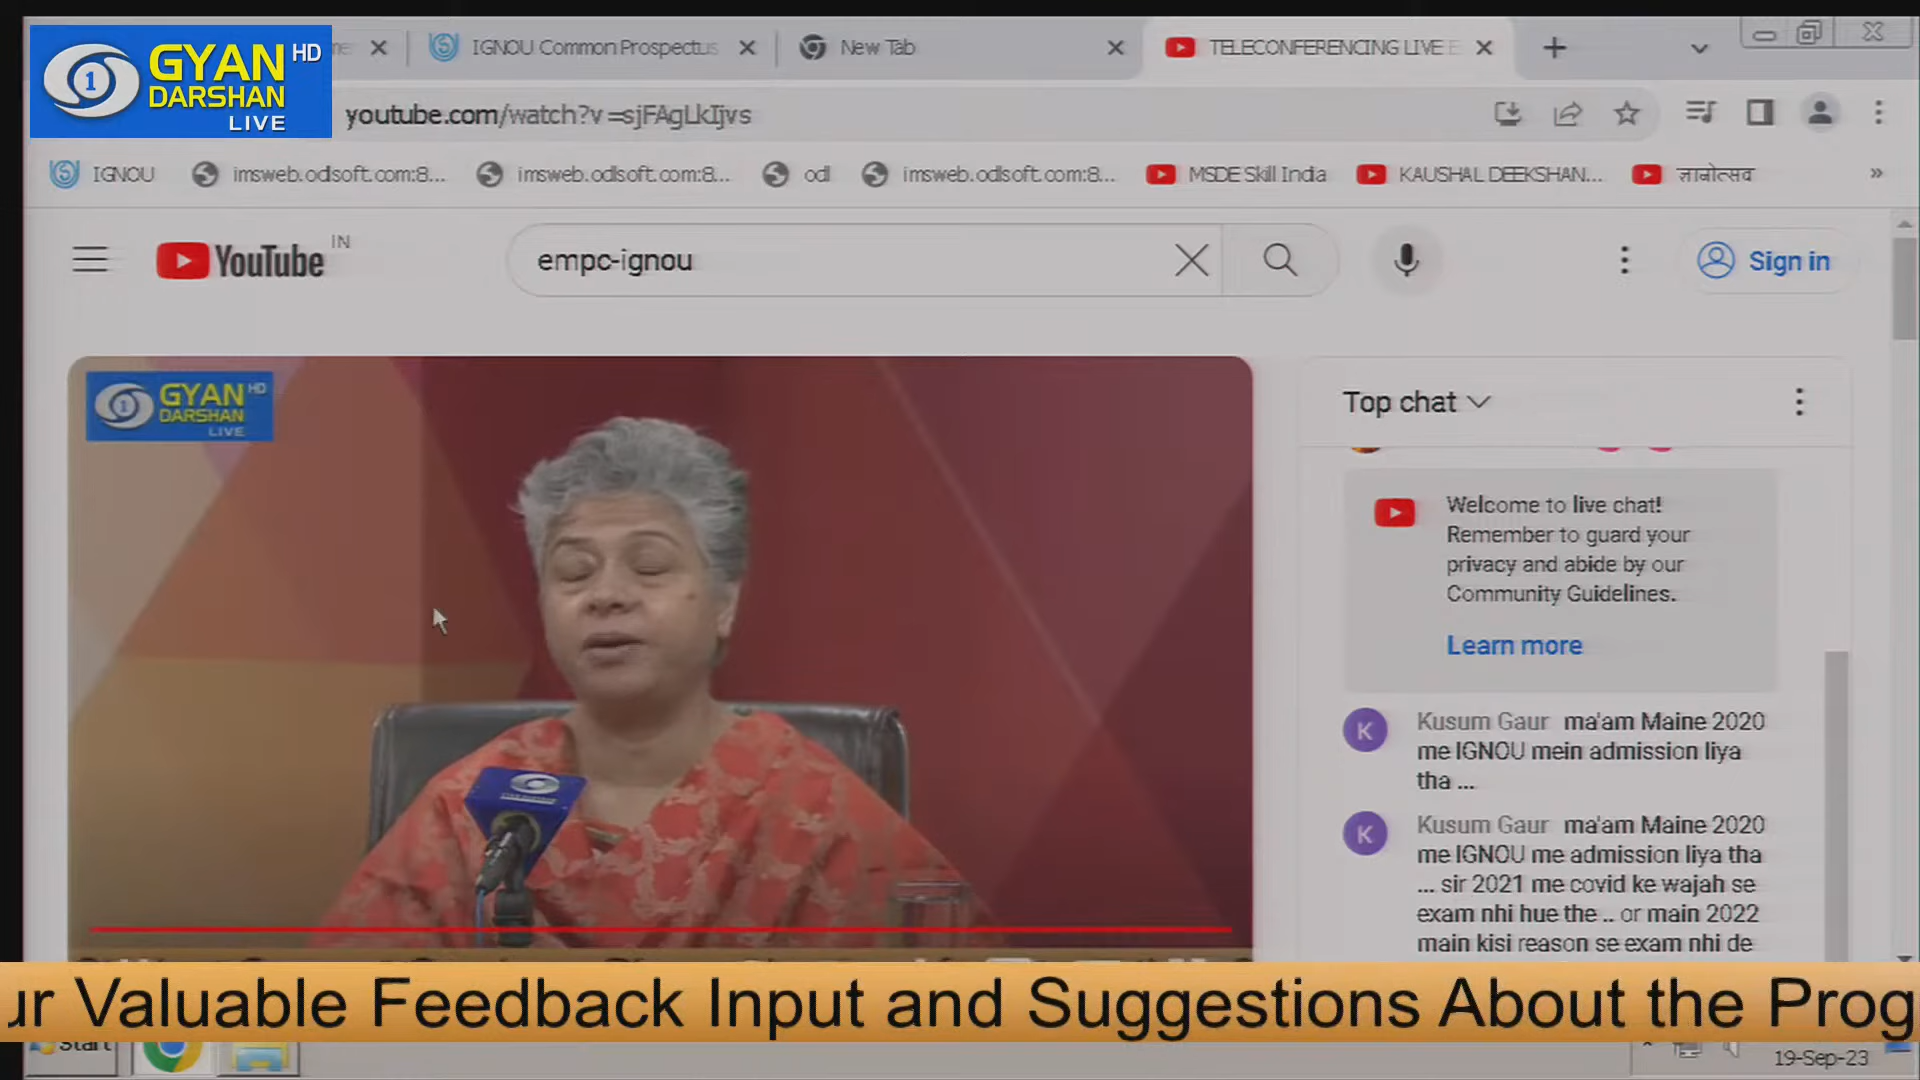 GYAN HD
DARSHAN
LIVE
1
IGNOU Common Prospectus
New Tab
TELECONFERENCING LIVE
youtube.com/watch?v=sjFAgLkIjvs
IGNOU
imsweb.odlsoft.com:8...
imsweb.odlsoft.com:8...
odl
imsweb.odlsoft.com:8...
MSDE Skill India
KAUSHAL DEEKSHAN...
ज्ञानोत्सव
»
YouTube IN
empc-ignou
Sign in
GYAN HD
DARSHAN
LIVE
1
Top chat
Welcome to live chat!
Remember to guard your
privacy and abide by our
Community Guidelines.
Learn more
K
Kusum Gaur ma'am Maine 2020
me IGNOU mein admission liya
tha ...
K
Kusum Gaur ma'am Maine 2020
me IGNOU me admission liya tha
... sir 2021 me covid ke wajah se
exam nhi hue the .. or main 2022
main kisi reason se exam nhi de
ur Valuable Feedback Input and Suggestions About the Prog
Start
19-Sep-23